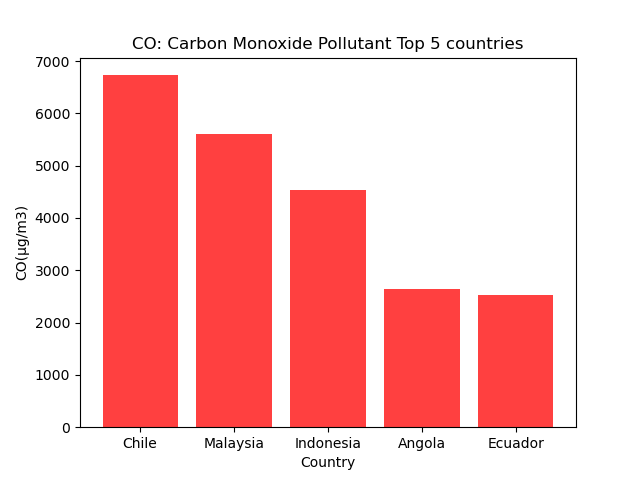 CO: Carbon Monoxide Pollutant Top 5 countries
7000
6000
5000
4000
3000
2000
1000
0
CO(µg/m3)
Chile Malaysia Indonesia Angola Ecuador
Country